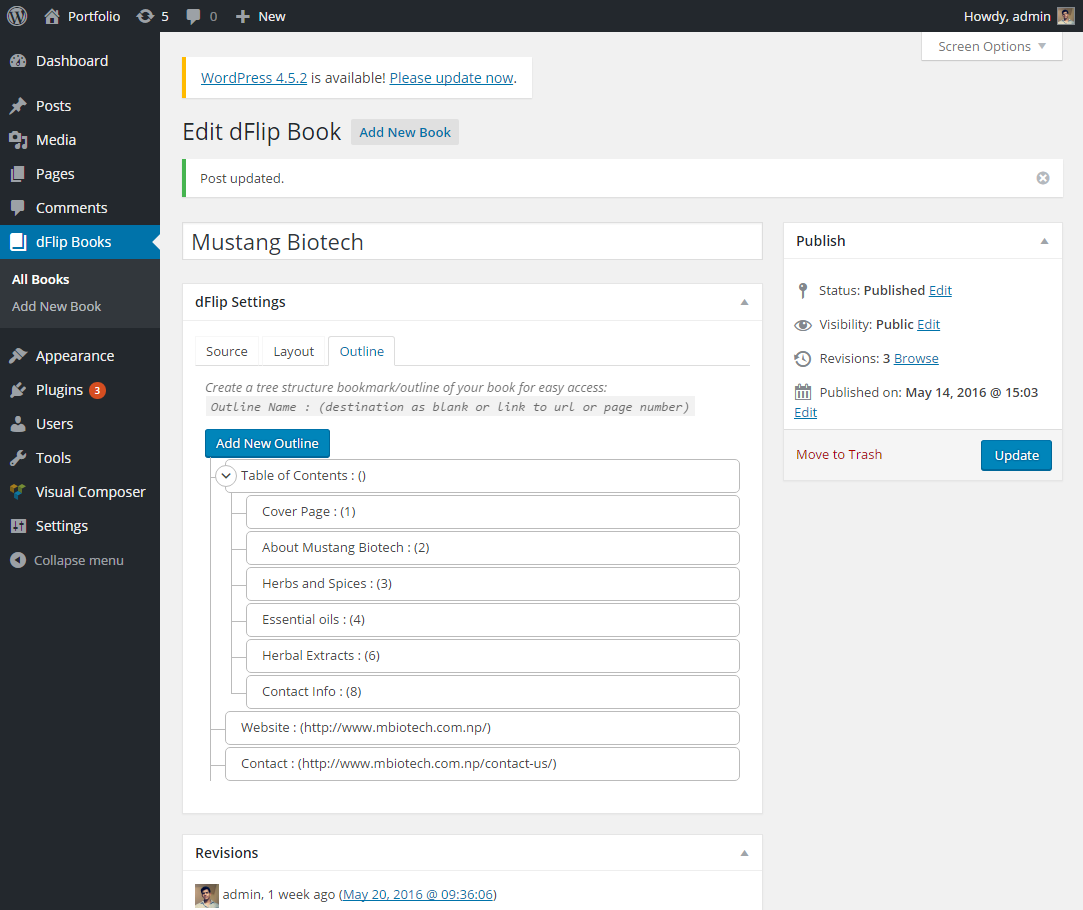 Portfolio 5 0 New Howdy, admin
Screen Options
Dashboard
Posts
Media
Pages
Comments
dFlip Books
All Books
Add New Book
Appearance
Plugins 3
Users
Tools
Visual Composer
Settings
Collapse menu
WordPress 4.5.2 is available! Please update now.
Edit dFlip Book Add New Book
Post updated.
Mustang Biotech
dFlip Settings
Source Layout Outline
Create a tree structure bookmark/outline of your book for easy access:
Outline Name : (destination as blank or link to url or page number)
Add New Outline
Table of Contents : ()
Cover Page : (1)
About Mustang Biotech : (2)
Herbs and Spices : (3)
Essential oils : (4)
Herbal Extracts : (6)
Contact Info : (8)
Website : (http://www.mbiotech.com.np/)
Contact : (http://www.mbiotech.com.np/contact-us/)
Revisions
admin, 1 week ago (May 20, 2016 @ 09:36:06)
Publish
Status: Published Edit
Visibility: Public Edit
Revisions: 3 Browse
Published on: May 14, 2016 @ 15:03
Edit
Move to Trash Update